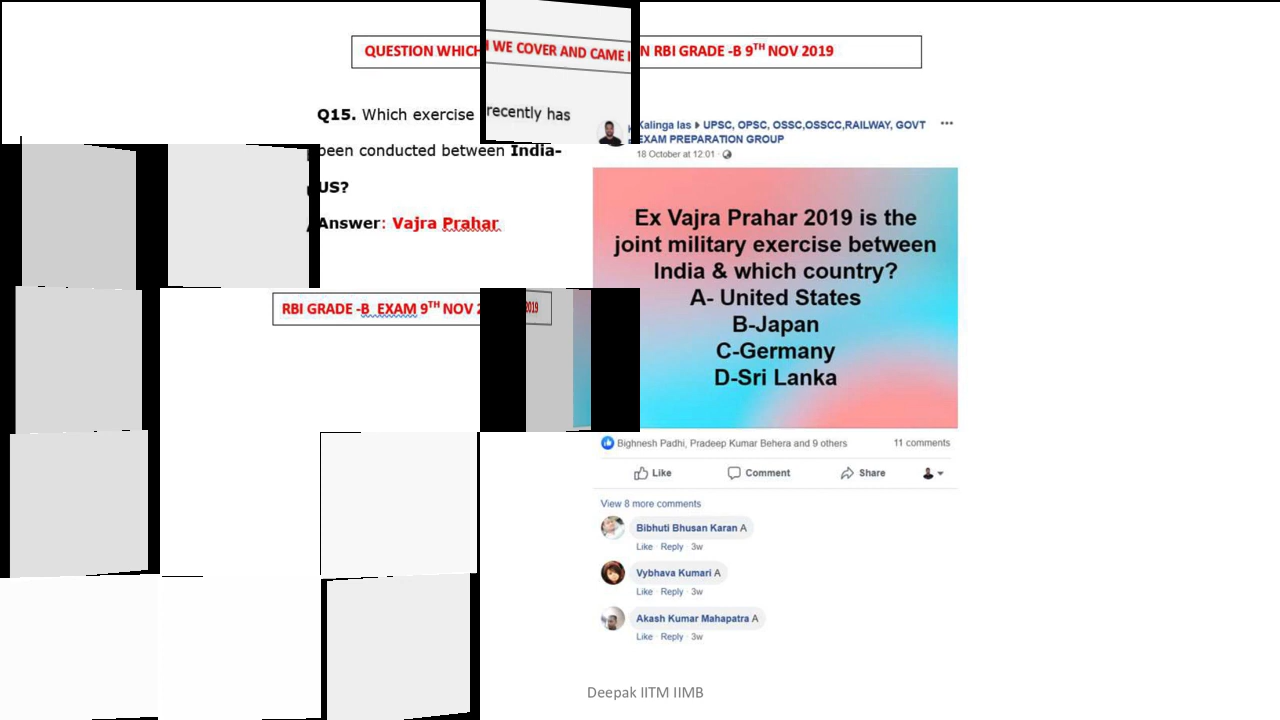 QUESTION WHICH WE COVER AND CAME IN RBI GRADE -B 9TH NOV 2019
Q15. Which exercise recently has
been conducted between India-
US?
Answer: Vajra Prahar
RBI GRADE -B EXAM 9TH NOV 2019
Kalinga Ias ▸ UPSC, OPSC, OSSC,OSSCC,RAILWAY, GOVT
EXAM PREPARATION GROUP
18 October at 12:01
Ex Vajra Prahar 2019 is the
joint military exercise between
India & which country?
A- United States
B-Japan
C-Germany
D-Sri Lanka
Bighnesh Padhi, Pradeep Kumar Behera and 9 others 11 comments
Like Comment Share
View 8 more comments
Bibhuti Bhusan Karan A
Like · Reply · 3w
Vybhava Kumari A
Like · Reply · 3w
Akash Kumar Mahapatra A
Like · Reply · 3w
Deepak IITM IIMB